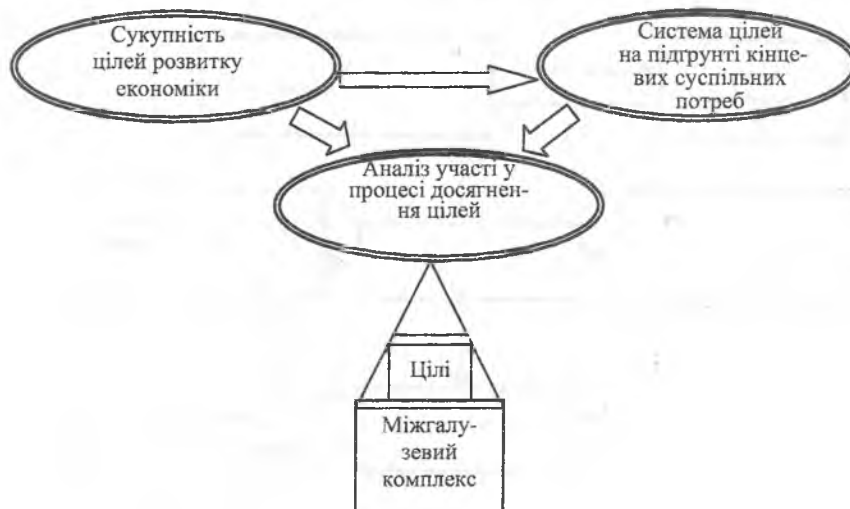 Сукупність
цілей розвитку
економіки
Система цілей
на підґрунті кінце-
вих суспільних
потреб
Аналіз участі у
процесі досягнен-
ня цілей
Цілі
Міжгалу-
зевий
комплекс